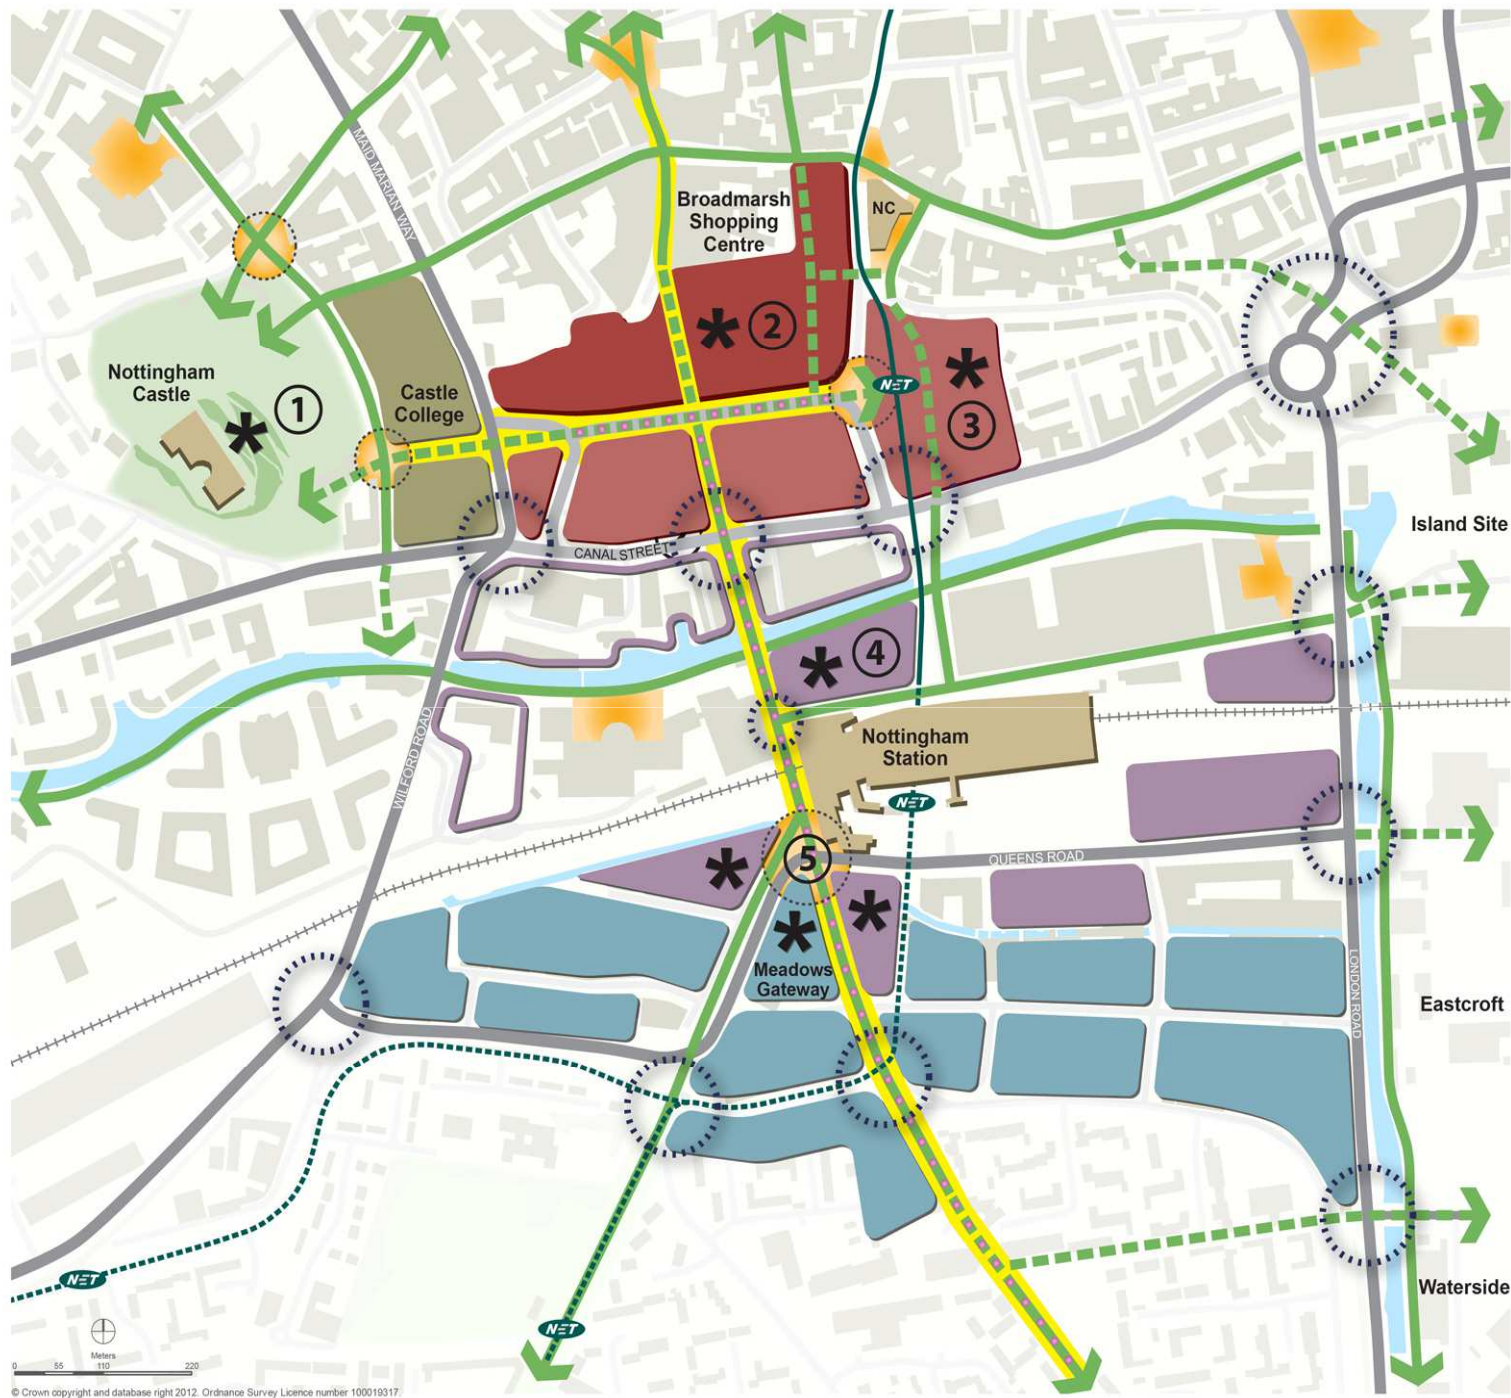 MAID MARIAN WAY
Broadmarsh
Shopping
Centre
NC
*
2
Nottingham
Castle
*
1
Castle
College
NET
*
3
Island Site
CANAL STREET
*
4
WILFORD ROAD
Nottingham
Station
NET
5
QUEENS ROAD
*
*
*
Meadows
Gateway
LONDON ROAD
Eastcroft
NET
Waterside
NET
Meters
0 55 110 220
© Crown copyright and database right 2012. Ordnance Survey Licence number 100019317.